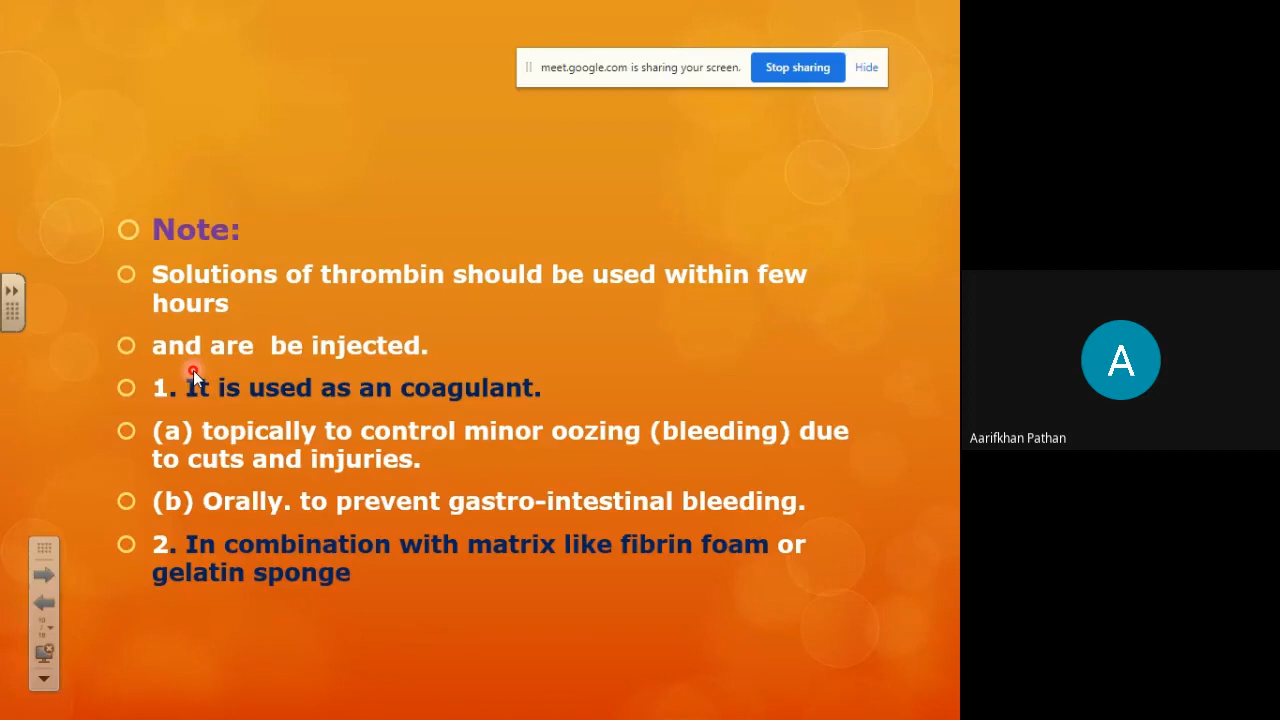 meet.google.com is sharing your screen.
Stop sharing
Hide
Note:
Solutions of thrombin should be used within few
hours
and are be injected.
1. It is used as an coagulant.
(a) topically to control minor oozing (bleeding) due
to cuts and injuries.
(b) Orally. to prevent gastro-intestinal bleeding.
2. In combination with matrix like fibrin foam or
gelatin sponge
A
Aarifkhan Pathan